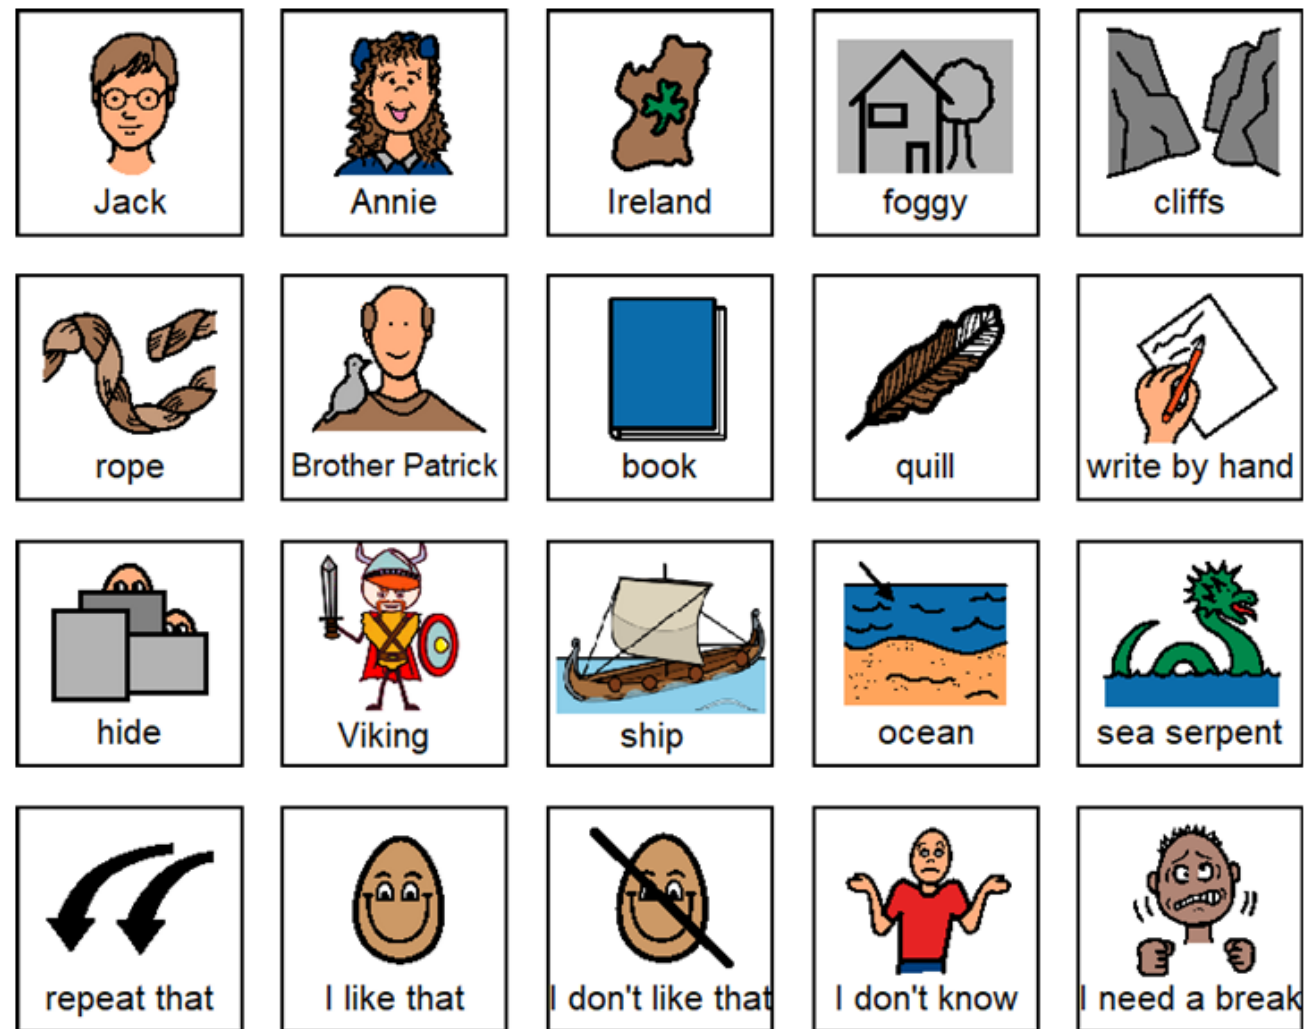 Jack
Annie
Ireland
foggy
cliffs
rope
Brother Patrick
book
quill
write by hand
hide
Viking
ship
ocean
sea serpent
repeat that
I like that
I don't like that
I don't know
I need a break